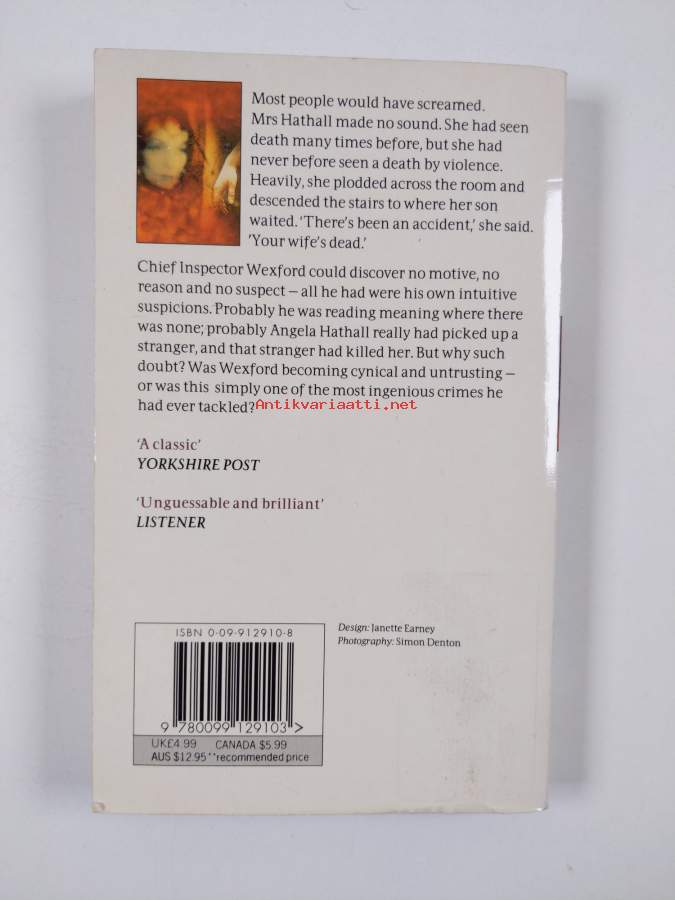 Most people would have screamed.
Mrs Hathall made no sound. She had seen
death many times before, but she had
never before seen a death by violence.
Heavily, she plodded across the room and
descended the stairs to where her son
waited. 'There's been an accident,' she said.
'Your wife's dead.'
Chief Inspector Wexford could discover no motive, no
reason and no suspect – all he had were his own intuitive
suspicions. Probably he was reading meaning where there
was none; probably Angela Hathall really had picked up a
stranger, and that stranger had killed her. But why such
doubt? Was Wexford becoming cynical and untrusting –
or was this simply one of the most ingenious crimes he
had ever tackled?
Antikvariaatti.net
'A classic'
YORKSHIRE POST
'Unguessable and brilliant'
LISTENER
Design: Janette Earney
Photography: Simon Denton
ISBN 0-09-912910-8
9 780099 129103 >
UK£4.99 CANADA $5.99
AUS $12.95**recommended price